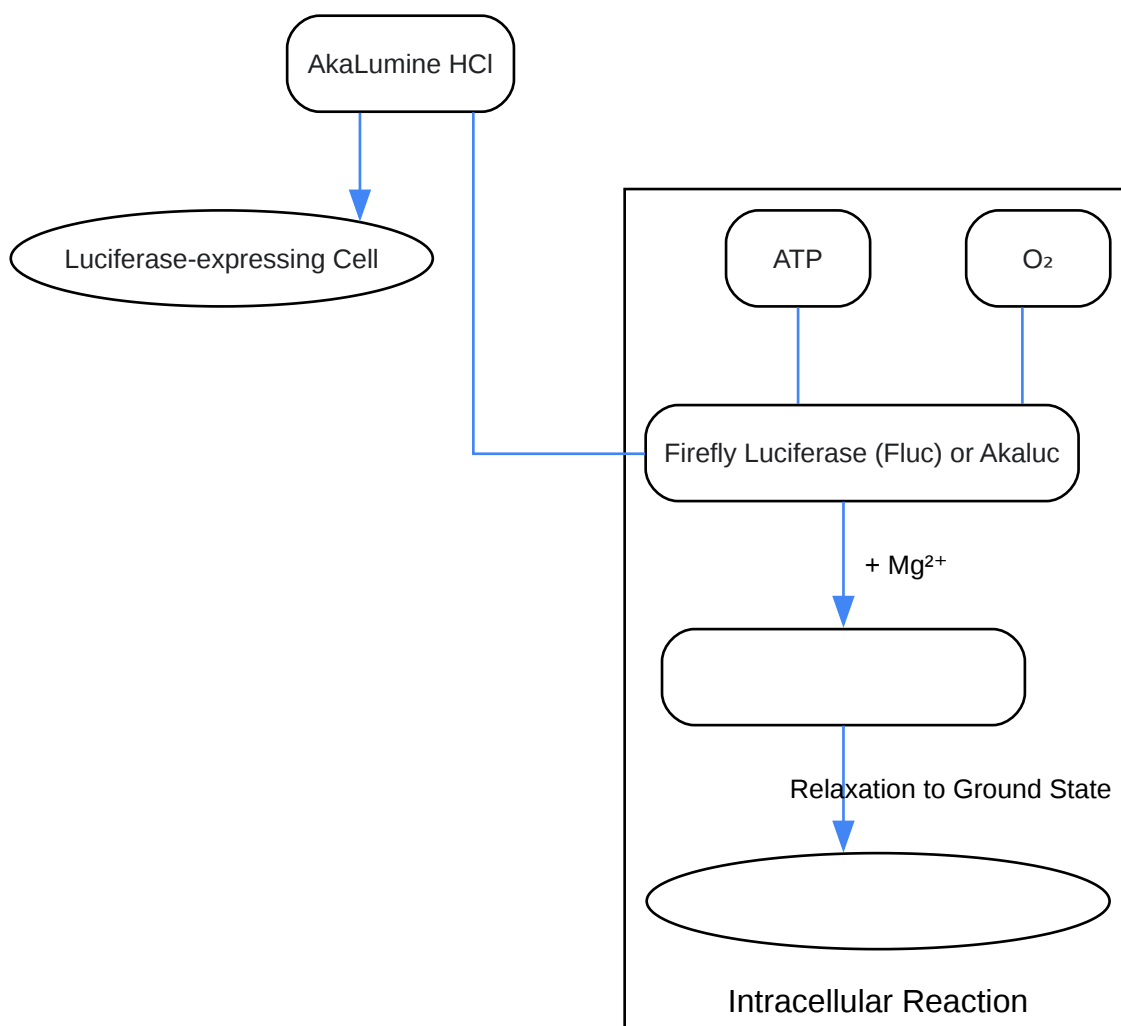 AkaLumine HCl
Luciferase-expressing Cell
ATP
O₂
Firefly Luciferase (Fluc) or Akaluc
+ Mg²⁺
Relaxation to Ground State
Intracellular Reaction